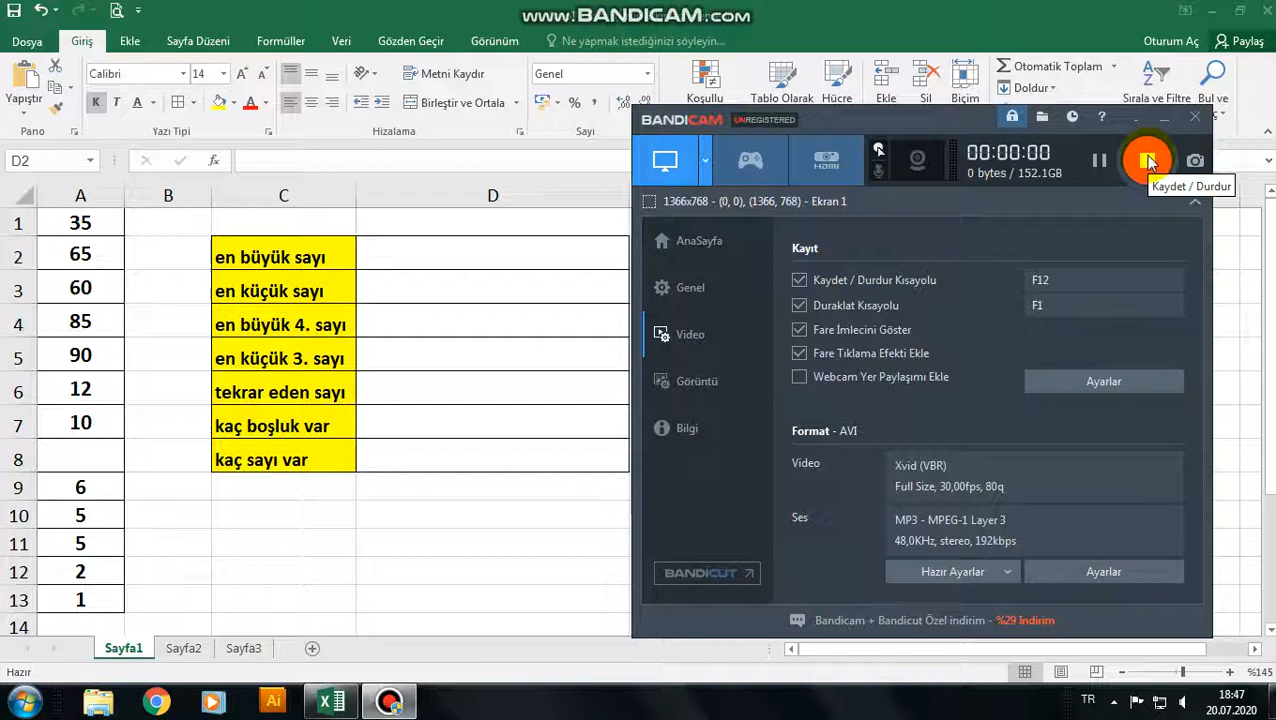 www.BANDICAM.com
Dosya Giriş Ekle Sayfa Düzeni Formüller Veri Gözden Geçir Görünüm Ne yapmak istediğinizi söyleyin... Oturum Aç Paylaş
Calibri 14 Metni Kaydır Genel Otomatik Toplam
Yapıştır K T A Birleştir ve Ortala % Koşullu Tablo Olarak Hücre Ekle Sil Biçim Doldur Sırala ve Filtre Bul ve
Pano Yazı Tipi Hizalama Sayı
D2 fx
BANDICAM UNREGISTERED
00:00:00
0 bytes / 152.1GB
Kaydet / Durdur
1366x768 - (0, 0), (1366, 768) - Ekran 1
A B C D
1 35
2 65 en büyük sayı
3 60 en küçük sayı
4 85 en büyük 4. sayı
5 90 en küçük 3. sayı
6 12 tekrar eden sayı
7 10 kaç boşluk var
8 kaç sayı var
9 6
10 5
11 5
12 2
13 1
14
AnaSayfa
Genel
Video
Görüntü
Bilgi
BANDICUT
Kayıt
Kaydet / Durdur Kısayolu F12
Duraklat Kısayolu F1
Fare İmlecini Göster
Fare Tıklama Efekti Ekle
Webcam Yer Paylaşımı Ekle Ayarlar
Format - AVI
Video Xvid (VBR)
Full Size, 30,00fps, 80q
Ses MP3 - MPEG-1 Layer 3
48,0KHz, stereo, 192kbps
Hazır Ayarlar Ayarlar
Bandicam + Bandicut Özel indirim - %29 İndirim
Sayfa1 Sayfa2 Sayfa3
Hazır %145
Ai TR 18:47
20.07.2020